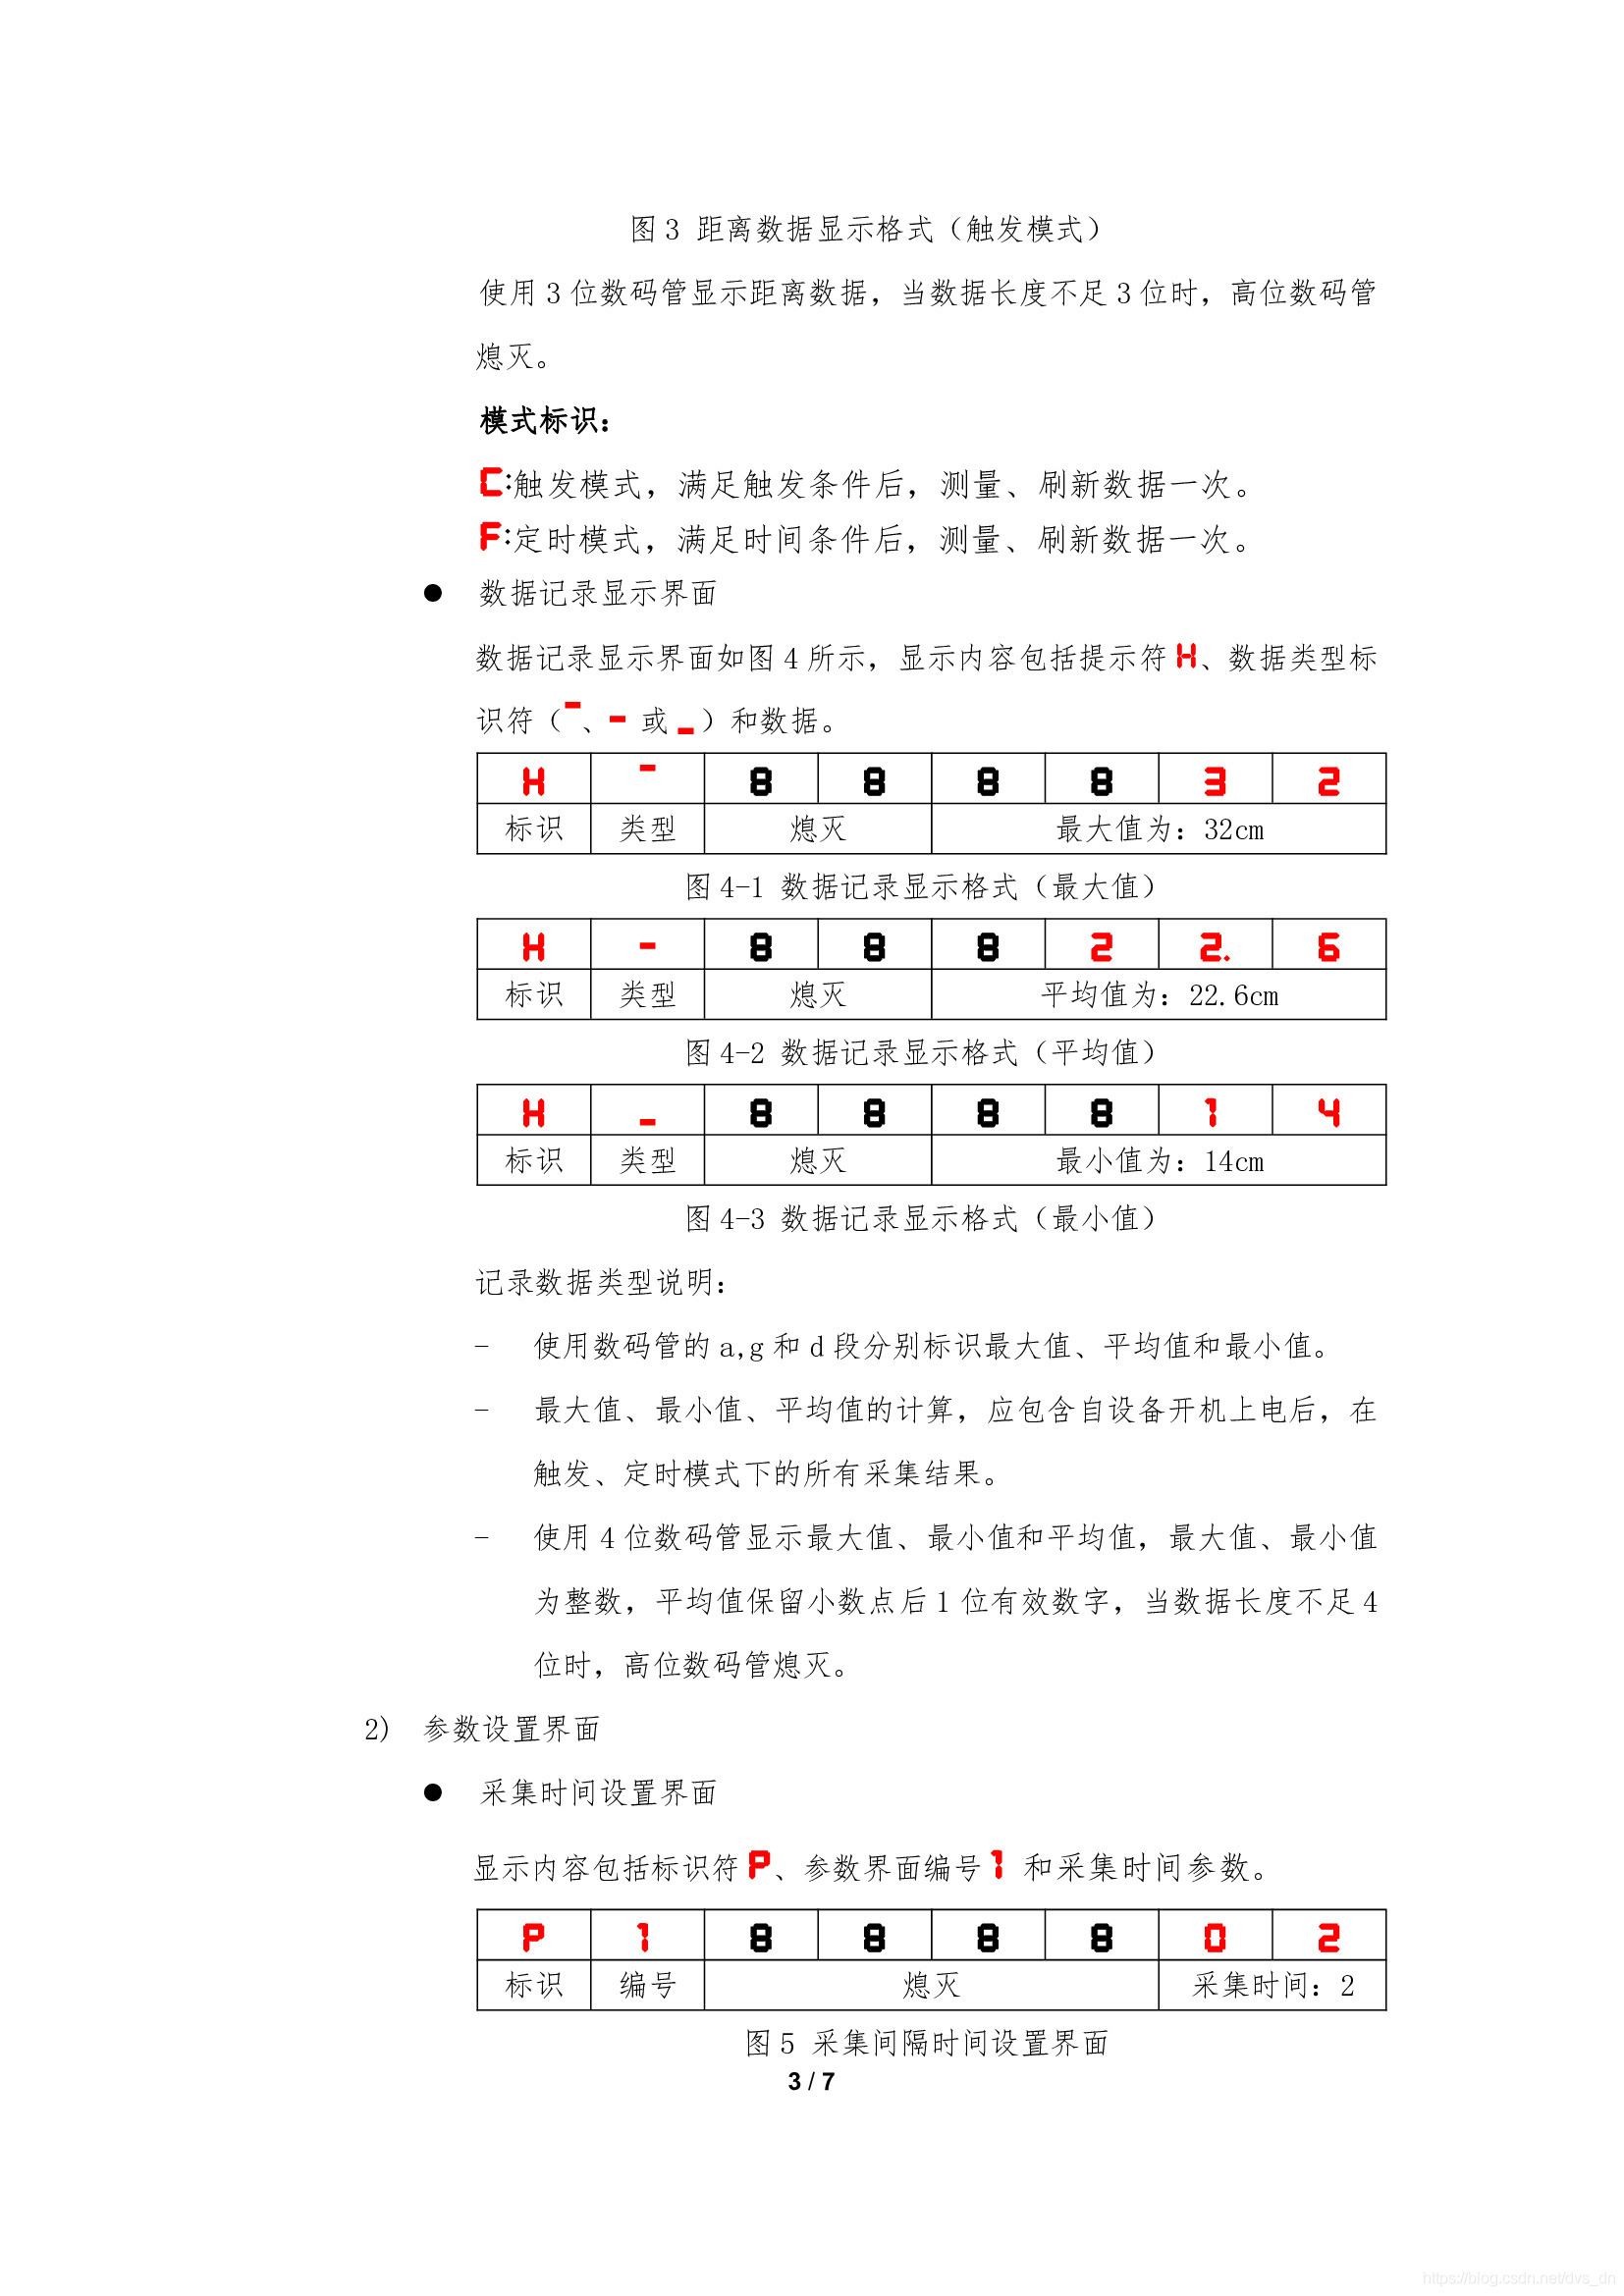 图3 距离数据显示格式（触发模式）
使用3位数码管显示距离数据，当数据长度不足3位时，高位数码管
熄灭。
模式标识：
C:触发模式，满足触发条件后，测量、刷新数据一次。
F:定时模式，满足时间条件后，测量、刷新数据一次。
● 数据记录显示界面
数据记录显示界面如图4所示，显示内容包括提示符H、数据类型标
识符（¯、- 或 _）和数据。
H ¯ 8 8 8 8 3 2
标识 类型 熄灭 最大值为：32cm
图4-1 数据记录显示格式（最大值）
H - 8 8 8 2 2. 6
标识 类型 熄灭 平均值为：22.6cm
图4-2 数据记录显示格式（平均值）
H _ 8 8 8 8 1 4
标识 类型 熄灭 最小值为：14cm
图4-3 数据记录显示格式（最小值）
记录数据类型说明：
- 使用数码管的a,g和d段分别标识最大值、平均值和最小值。
- 最大值、最小值、平均值的计算，应包含自设备开机上电后，在
触发、定时模式下的所有采集结果。
- 使用4位数码管显示最大值、最小值和平均值，最大值、最小值
为整数，平均值保留小数点后1位有效数字，当数据长度不足4
位时，高位数码管熄灭。
2) 参数设置界面
● 采集时间设置界面
显示内容包括标识符P、参数界面编号1 和采集时间参数。
P 1 8 8 8 8 0 2
标识 编号 熄灭 采集时间：2
图5 采集间隔时间设置界面
3 / 7
https://blog.csdn.net/dvs_dn